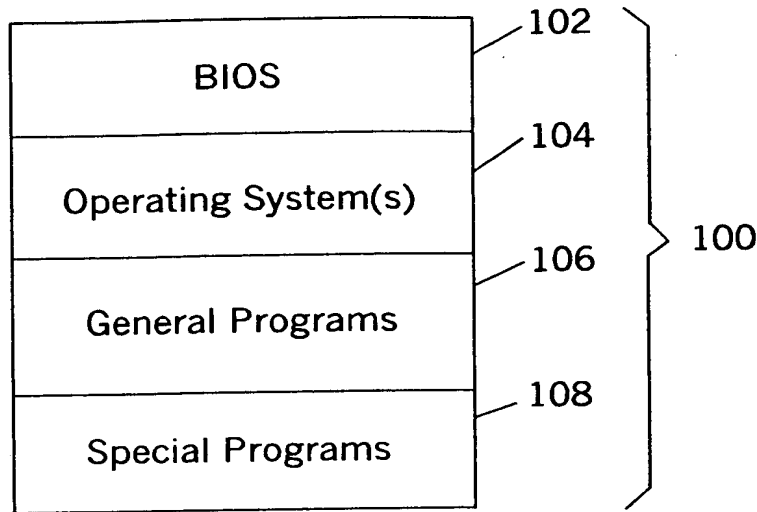 102
BIOS
104
Operating System(s)
100
106
General Programs
108
Special Programs